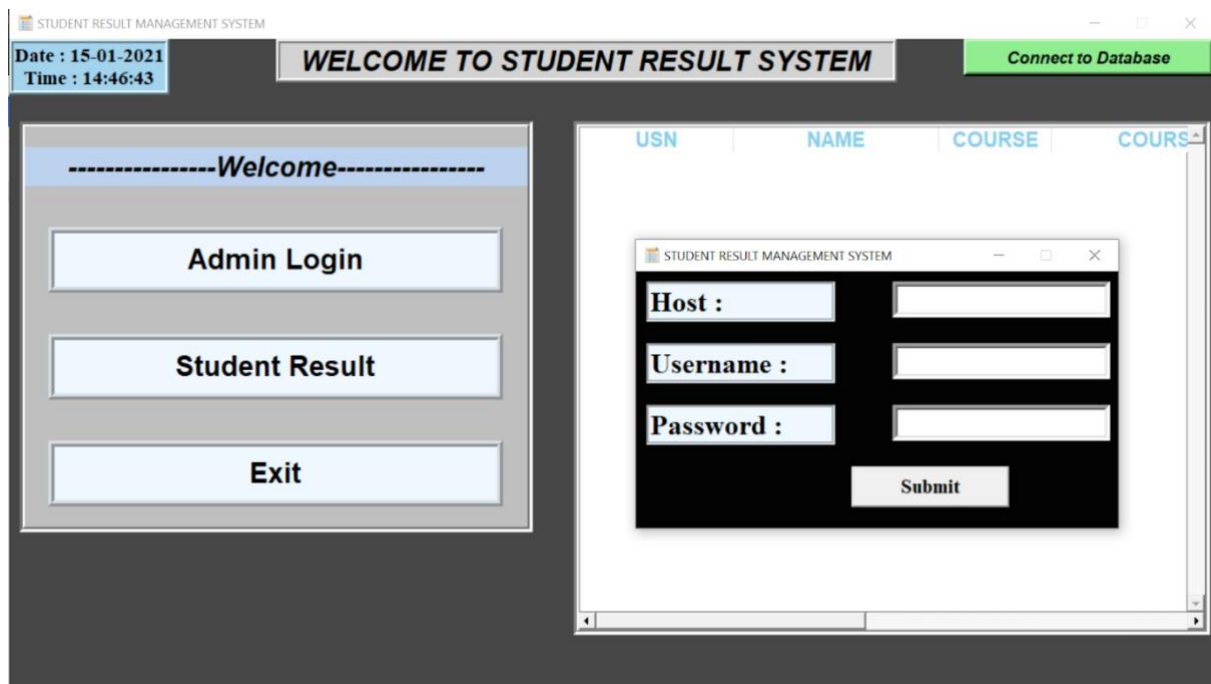 STUDENT RESULT MANAGEMENT SYSTEM
Date : 15-01-2021
Time : 14:46:43
WELCOME TO STUDENT RESULT SYSTEM
Connect to Database
----------------Welcome----------------
Admin Login
Student Result
Exit
USN NAME COURSE COURS
STUDENT RESULT MANAGEMENT SYSTEM
Host :
Username :
Password :
Submit